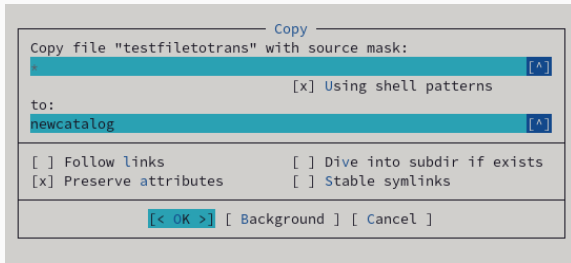 Copy
Copy file "testfiletotrans" with source mask:
* [^]
[x] Using shell patterns
to:
newcatalog [^]
[ ] Follow links [ ] Dive into subdir if exists
[x] Preserve attributes [ ] Stable symlinks
[< OK >] [ Background ] [ Cancel ]